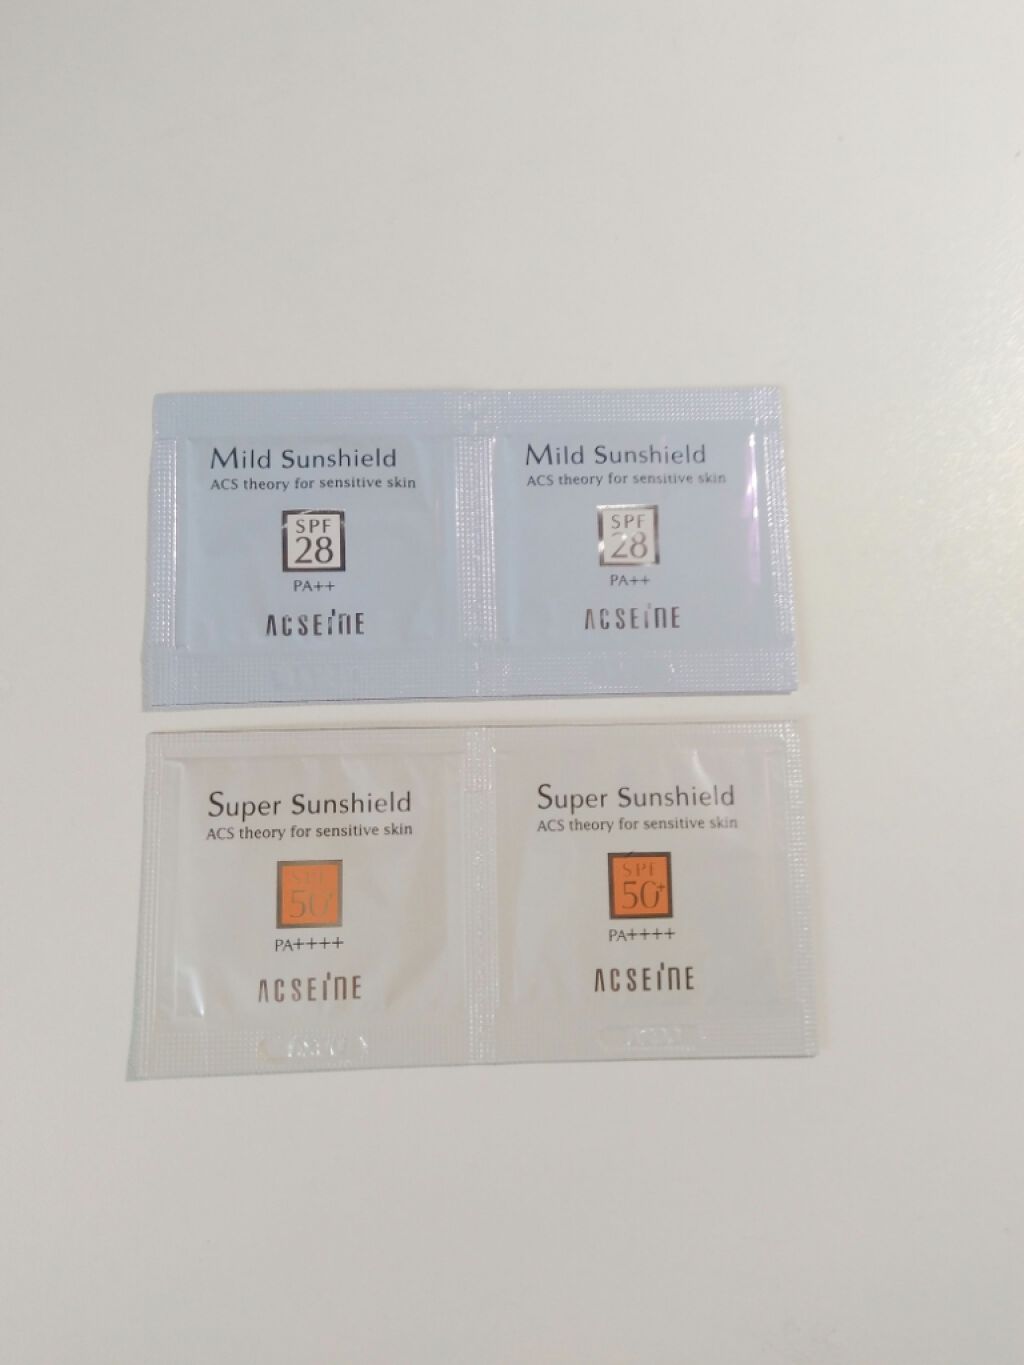 Mild Sunshield
ACS theory for sensitive skin
SPF
28
PA++
ACSEINE
Mild Sunshield
ACS theory for sensitive skin
SPF
28
PA++
ACSEINE
Super Sunshield
ACS theory for sensitive skin
SPF
50+
PA++++
ACSEINE
Super Sunshield
ACS theory for sensitive skin
SPF
50+
PA++++
ACSEINE